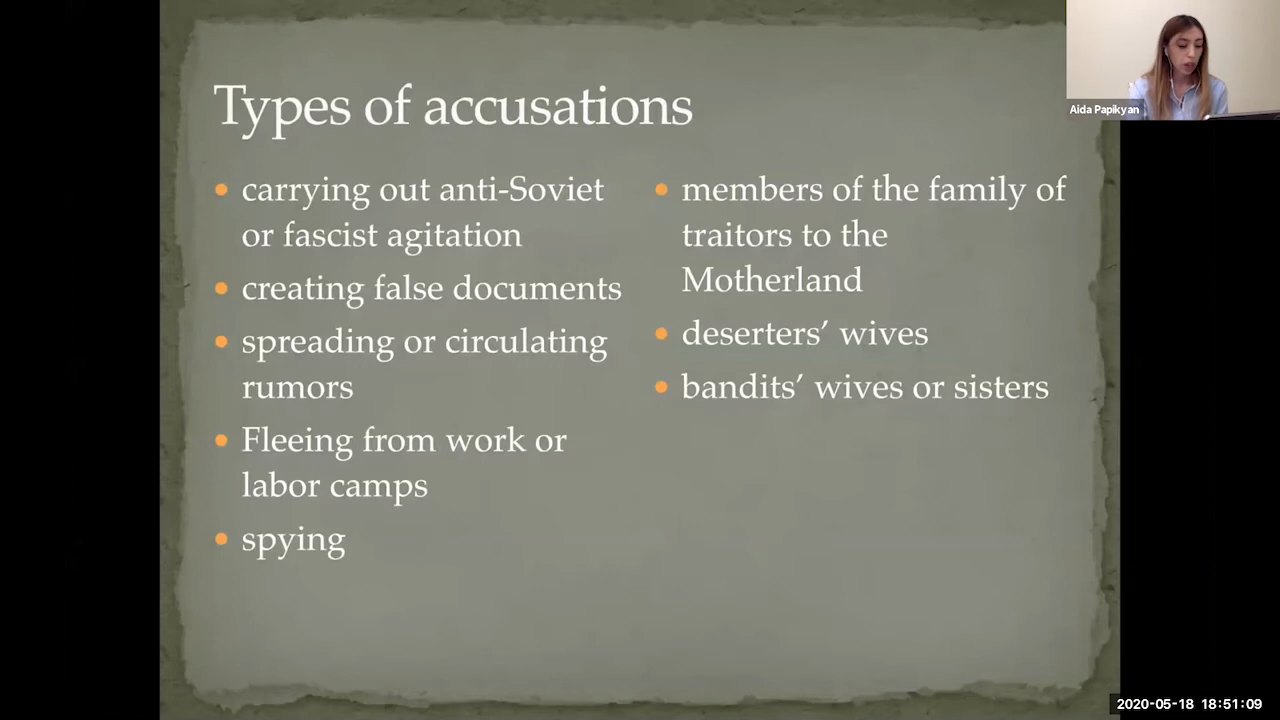 Types of accusations
carrying out anti-Soviet
or fascist agitation
creating false documents
spreading or circulating
rumors
Fleeing from work or
labor camps
spying
members of the family of
traitors to the
Motherland
deserters’ wives
bandits’ wives or sisters
Aida Papikyan
2020-05-18 18:51:09